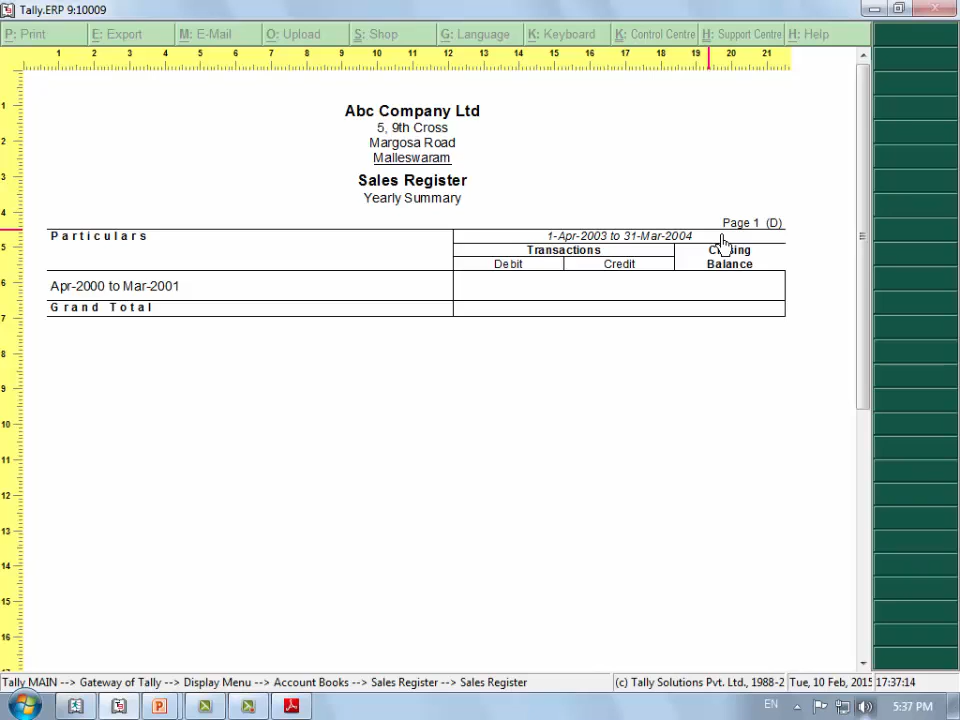 Tally.ERP 9:10009
P: Print E: Export M: E-Mail O: Upload S: Shop G: Language K: Keyboard K: Control Centre H: Support Centre H: Help
1 2 3 4 5 6 7 8 9 10 11 12 13 14 15 16 17 18 19 20 21
Abc Company Ltd
5, 9th Cross
Margosa Road
Malleswaram
Sales Register
Yearly Summary
Page 1 (D)
Particulars 1-Apr-2003 to 31-Mar-2004
Transactions Closing
Debit Credit Balance
Apr-2000 to Mar-2001
Grand Total
1
2
3
4
5
6
7
8
9
10
11
12
13
14
15
16
Tally MAIN --> Gateway of Tally --> Display Menu --> Account Books --> Sales Register --> Sales Register (c) Tally Solutions Pvt. Ltd., 1988-2 Tue, 10 Feb, 2015 17:37:14
EN 5:37 PM